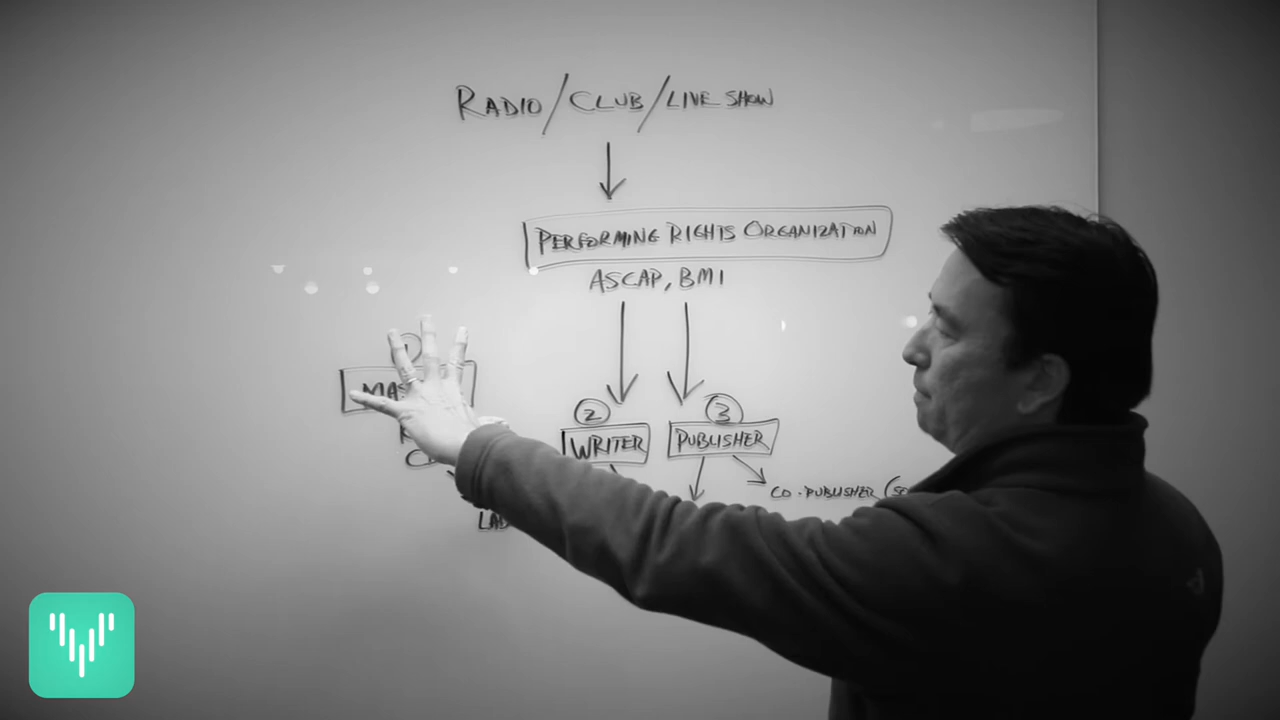 RADIO/CLUB/LIVE SHOW
PERFORMING RIGHTS ORGANIZATION
ASCAP, BMI
2
3
WRITER
PUBLISHER
CO-PUBLISHER